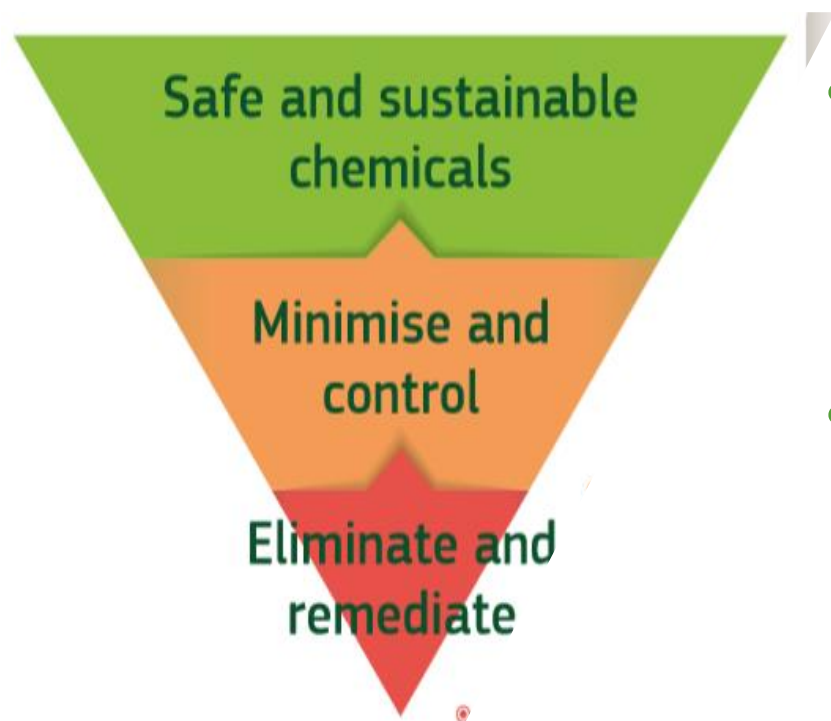 Safe and sustainable
chemicals
Minimise and
control
Eliminate and
remediate